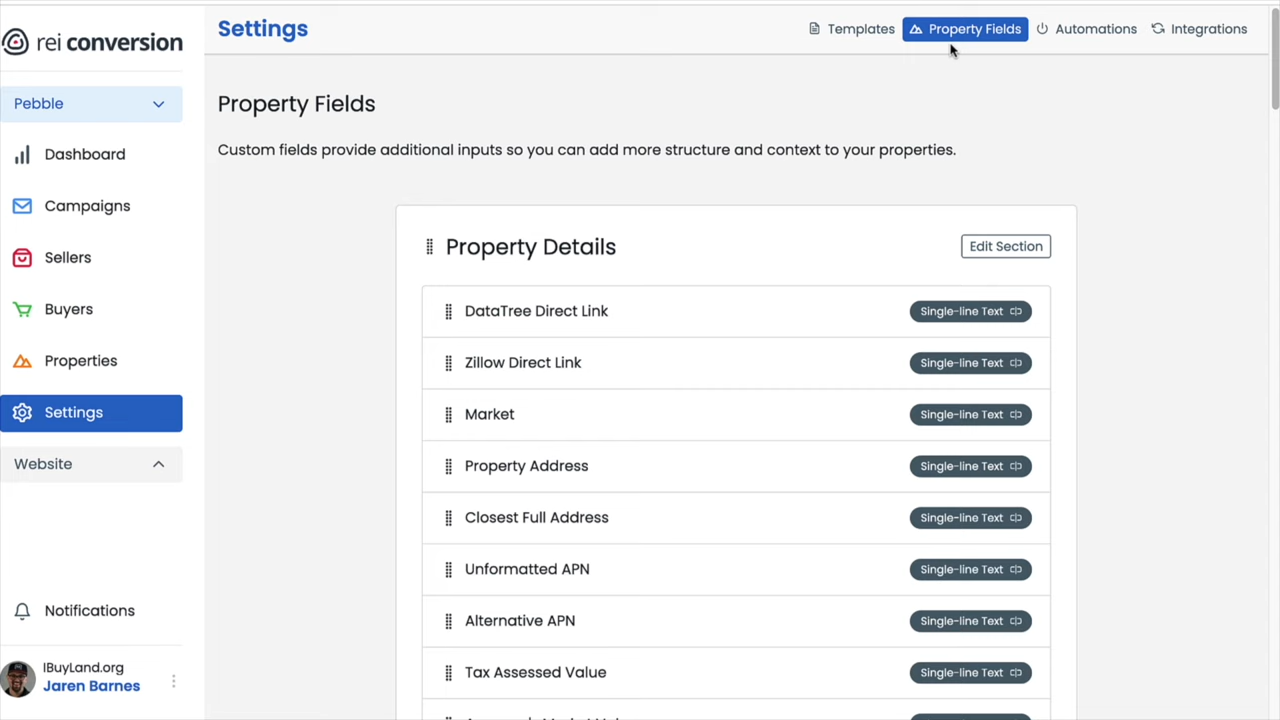 rei conversion
Settings
Templates
Property Fields
Automations
Integrations
Pebble
Dashboard
Campaigns
Sellers
Buyers
Properties
Settings
Website
Notifications
IBuyLand.org
Jaren Barnes
Property Fields
Custom fields provide additional inputs so you can add more structure and context to your properties.
Property Details
Edit Section
DataTree Direct Link
Single-line Text
Zillow Direct Link
Single-line Text
Market
Single-line Text
Property Address
Single-line Text
Closest Full Address
Single-line Text
Unformatted APN
Single-line Text
Alternative APN
Single-line Text
Tax Assessed Value
Single-line Text